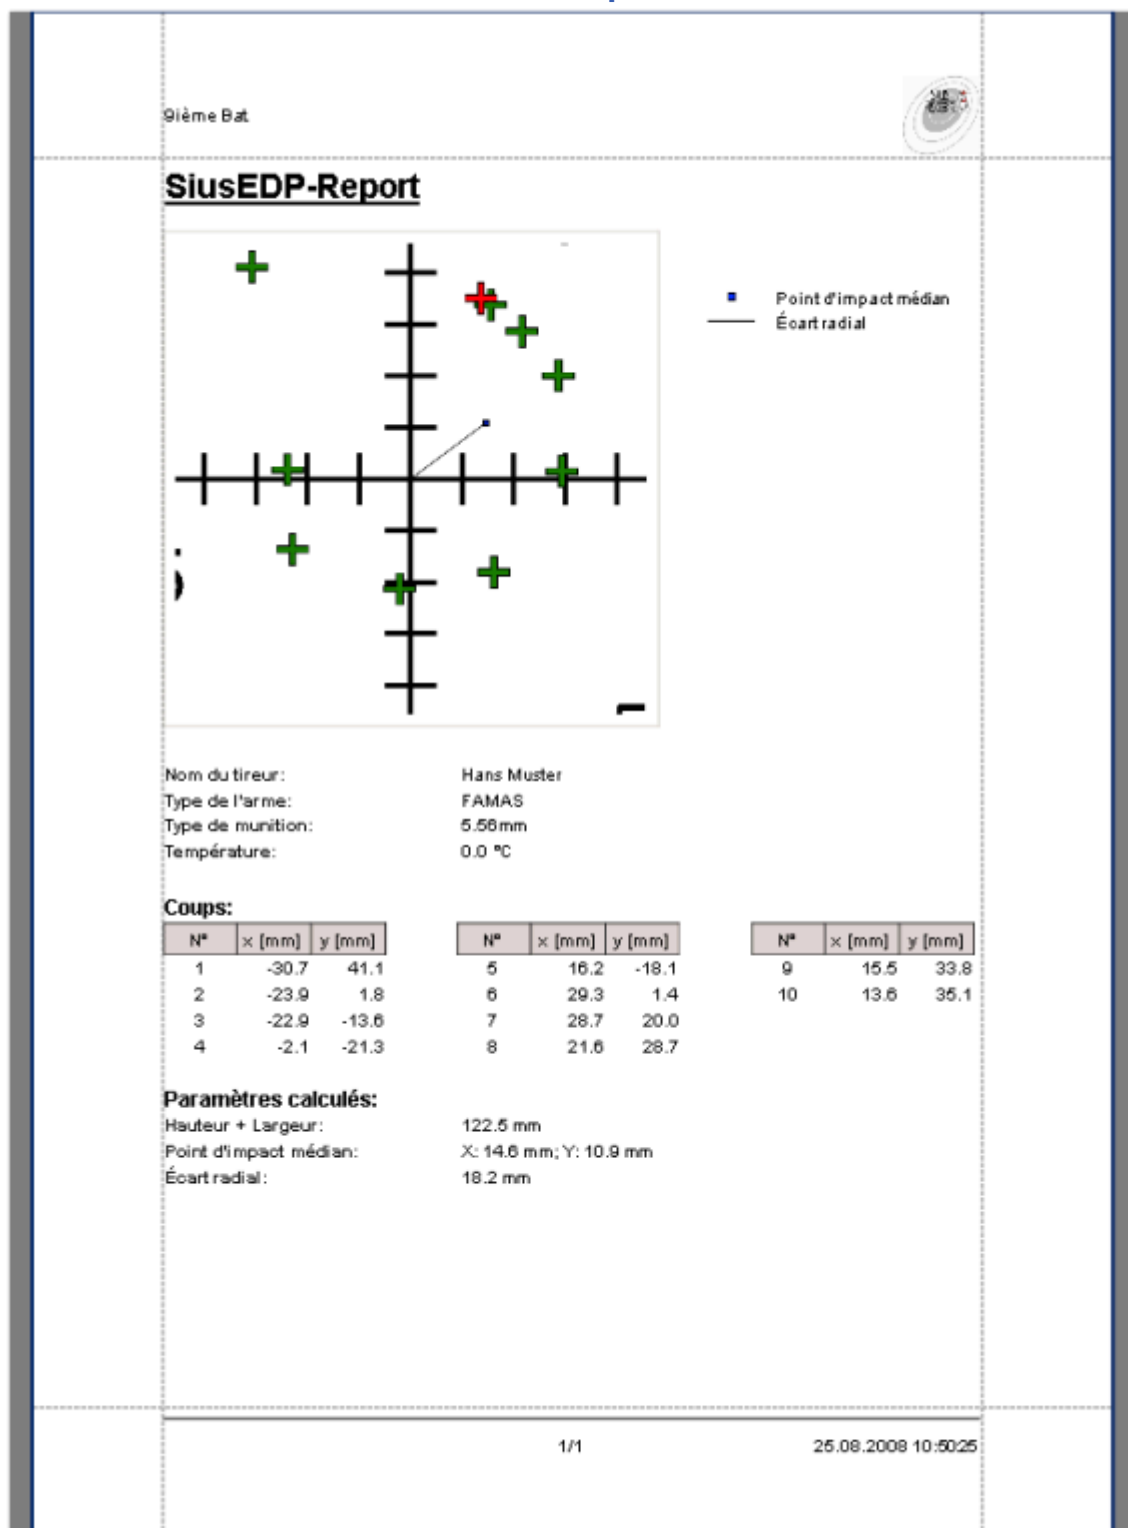 9ième Bat
SiusEDP-Report
Point d'impact médian
Écart radial
Nom du tireur: Hans Muster
Type de l'arme: FAMAS
Type de munition: 5.56mm
Température: 0.0 °C
Coups:
N° x [mm] y [mm] N° x [mm] y [mm] N° x [mm] y [mm]
1 -30.7 41.1 5 16.2 -18.1 9 15.5 33.8
2 -23.9 1.8 6 29.3 1.4 10 13.6 35.1
3 -22.9 -13.6 7 28.7 20.0
4 -2.1 -21.3 8 21.6 28.7
Paramètres calculés:
Hauteur + Largeur: 122.5 mm
Point d'impact médian: X: 14.6 mm; Y: 10.9 mm
Écart radial: 18.2 mm
1/1 25.08.2008 10:50:25